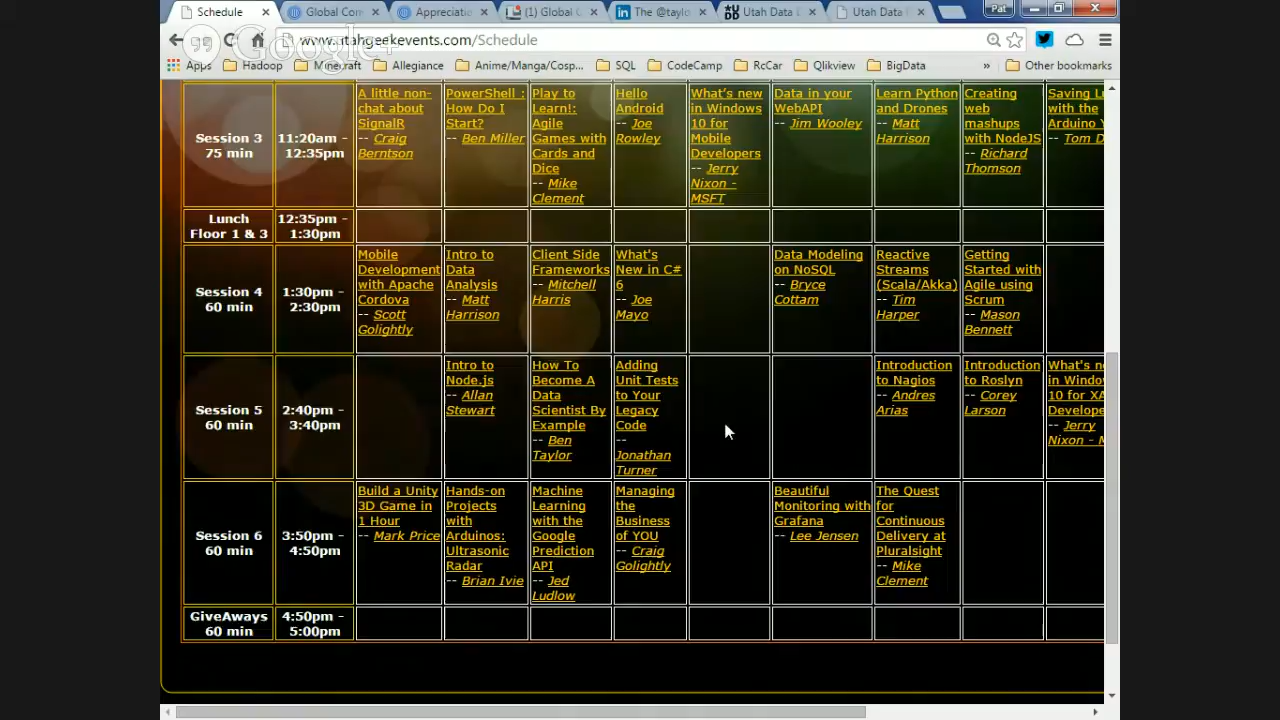 Schedule
Global Com
Appreciatio
(1) Global C
The @taylo
Utah Data
Utah Data
Pat
www.utahgeekevents.com/Schedule
Google+
Apps
Hadoop
Minecraft
Allegiance
Anime/Manga/Cosp...
SQL
CodeCamp
RcCar
Qlikview
BigData
»
Other bookmarks
Session 3
75 min
11:20am -
12:35pm
A little non-
chat about
SignalR
-- Craig
Berntson
PowerShell :
How Do I
Start?
-- Ben Miller
Play to
Learn!:
Agile
Games with
Cards and
Dice
-- Mike
Clement
Hello
Android
-- Joe
Rowley
What's new
in Windows
10 for
Mobile
Developers
-- Jerry
Nixon -
MSFT
Data in your
WebAPI
-- Jim Wooley
Learn Python
and Drones
-- Matt
Harrison
Creating
web
mashups
with NodeJS
-- Richard
Thomson
Saving L
with the
Arduino Y
-- Tom D
Lunch
Floor 1 & 3
12:35pm -
1:30pm
Session 4
60 min
1:30pm -
2:30pm
Mobile
Development
with Apache
Cordova
-- Scott
Golightly
Intro to
Data
Analysis
-- Matt
Harrison
Client Side
Frameworks
-- Mitchell
Harris
What's
New in C#
6
-- Joe
Mayo
Data Modeling
on NoSQL
-- Bryce
Cottam
Reactive
Streams
(Scala/Akka)
-- Tim
Harper
Getting
Started with
Agile using
Scrum
-- Mason
Bennett
Session 5
60 min
2:40pm -
3:40pm
Intro to
Node.js
-- Allan
Stewart
How To
Become A
Data
Scientist By
Example
-- Ben
Taylor
Adding
Unit Tests
to Your
Legacy
Code
--
Jonathan
Turner
Introduction
to Nagios
-- Andres
Arias
Introduction
to Roslyn
-- Corey
Larson
What's ne
in Window
10 for XA
Develope
-- Jerry
Nixon - M
Session 6
60 min
3:50pm -
4:50pm
Build a Unity
3D Game in
1 Hour
-- Mark Price
Hands-on
Projects
with
Arduinos:
Ultrasonic
Radar
-- Brian Ivie
Machine
Learning
with the
Google
Prediction
API
-- Jed
Ludlow
Managing
the
Business
of YOU
-- Craig
Golightly
Beautiful
Monitoring with
Grafana
-- Lee Jensen
The Quest
for
Continuous
Delivery at
Pluralsight
-- Mike
Clement
GiveAways
60 min
4:50pm -
5:00pm